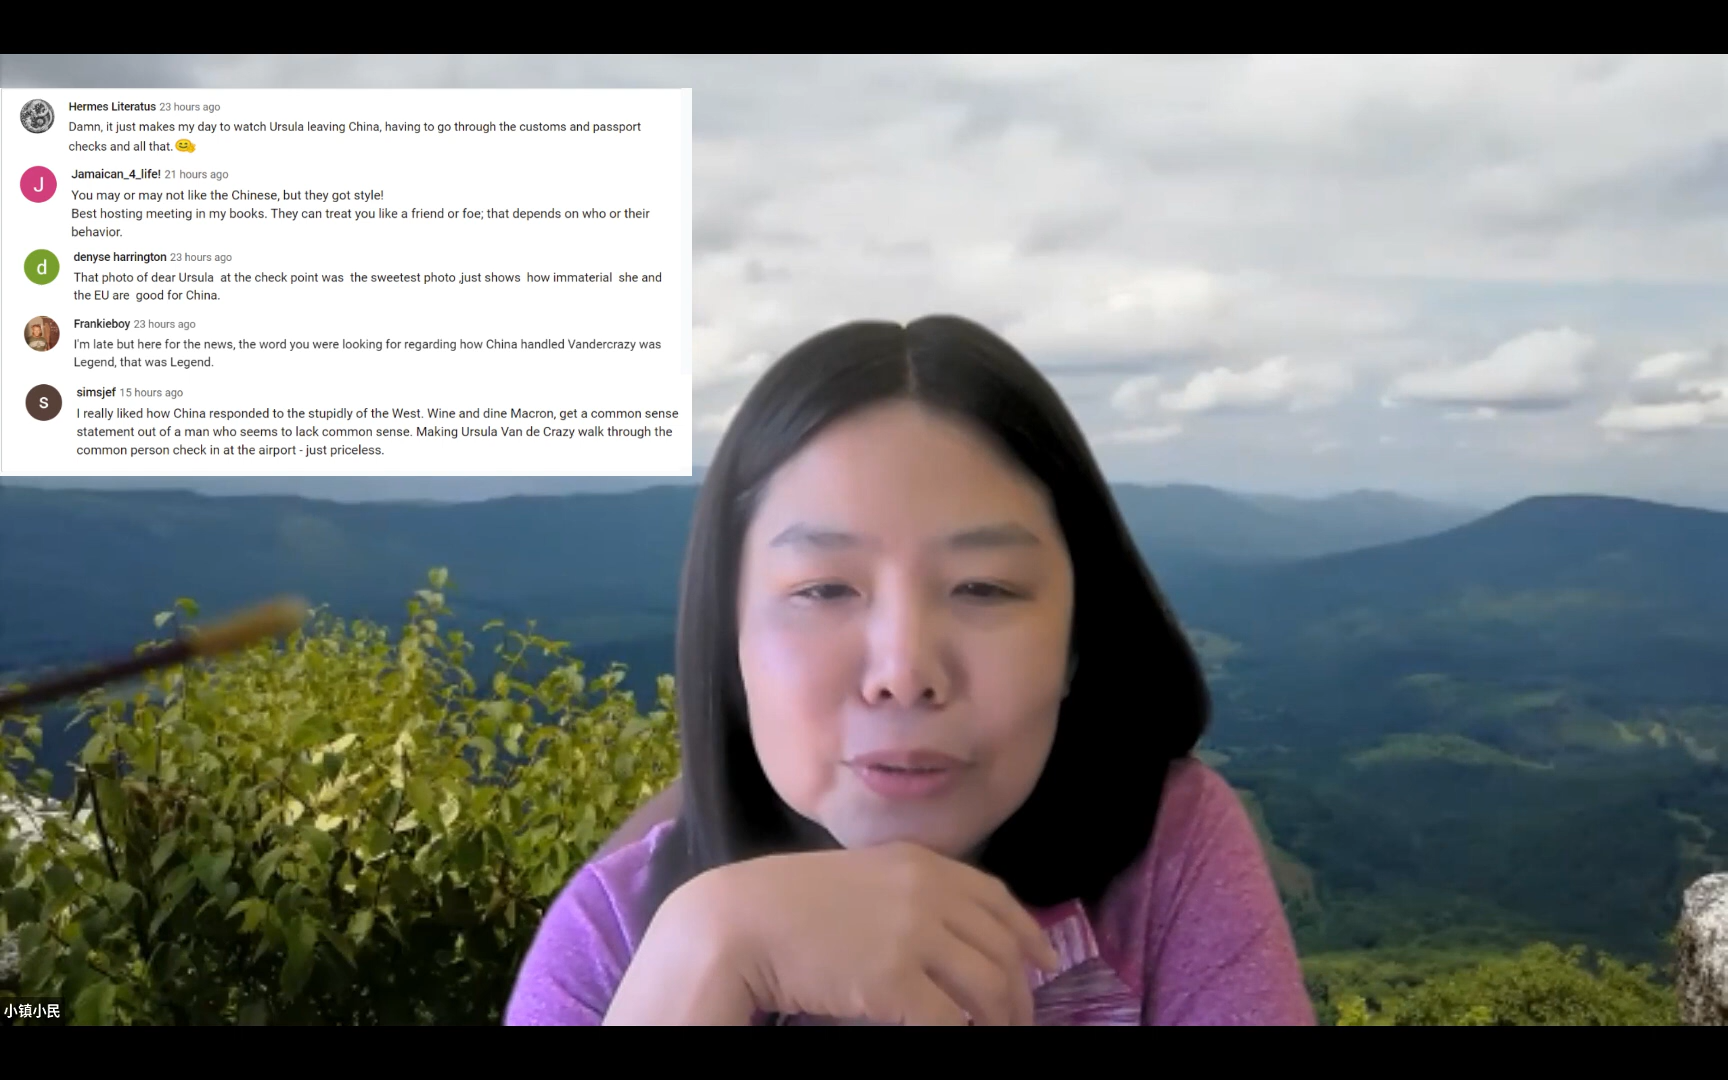 Hermes Literatus 23 hours ago
Damn, it just makes my day to watch Ursula leaving China, having to go through the customs and passport
checks and all that.
J
Jamaican_4_life! 21 hours ago
You may or may not like the Chinese, but they got style!
Best hosting meeting in my books. They can treat you like a friend or foe; that depends on who or their
behavior.
d
denyse harrington 23 hours ago
That photo of dear Ursula at the check point was the sweetest photo ,just shows how immaterial she and
the EU are good for China.
Frankieboy 23 hours ago
I'm late but here for the news, the word you were looking for regarding how China handled Vandercrazy was
Legend, that was Legend.
s
simsjef 15 hours ago
I really liked how China responded to the stupidly of the West. Wine and dine Macron, get a common sense
statement out of a man who seems to lack common sense. Making Ursula Van de Crazy walk through the
common person check in at the airport - just priceless.
小镇小民